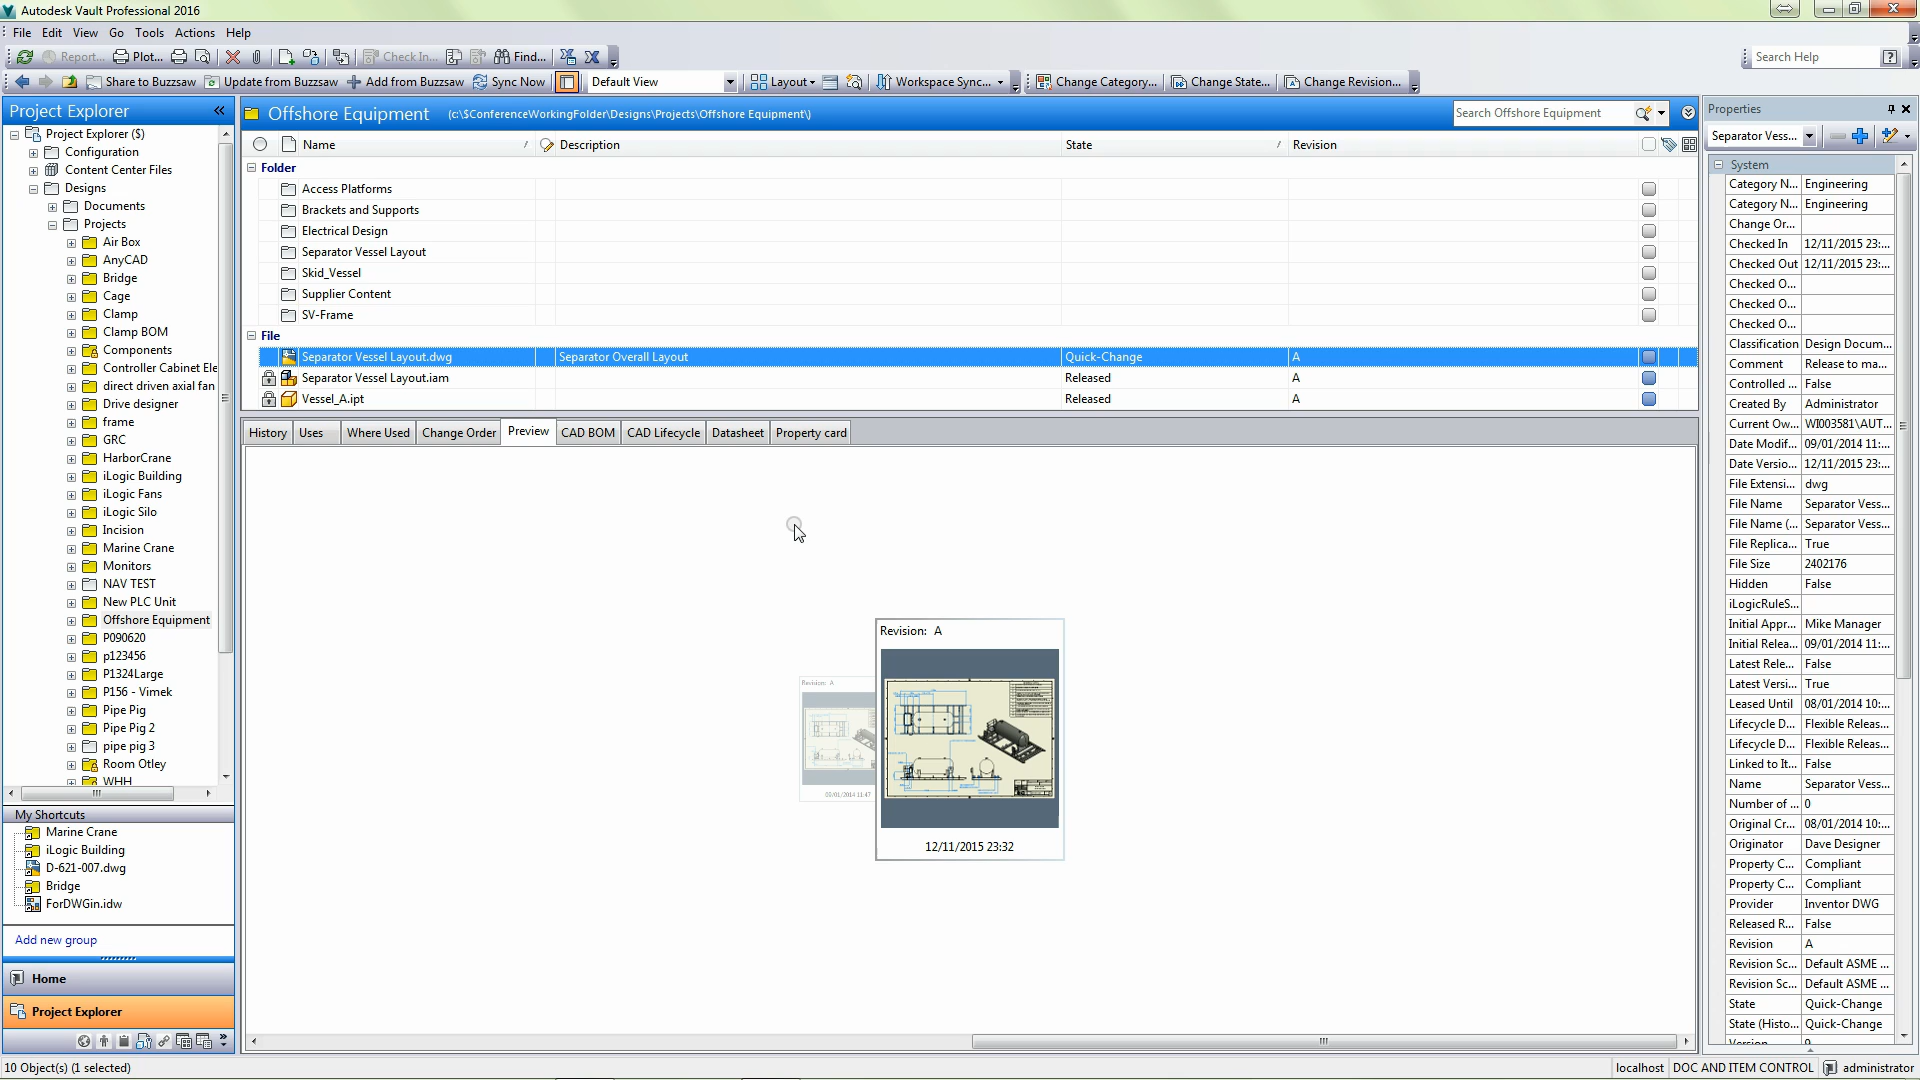 Autodesk Vault Professional 2016
File Edit View Go Tools Actions Help
Report... Plot... Check In... Find... Search Help
Share to Buzzsaw Update from Buzzsaw Add from Buzzsaw Sync Now Default View Layout Workspace Sync... Change Category... Change State... Change Revision...
Project Explorer
Project Explorer ($)
Configuration
Content Center Files
Designs
Documents
Projects
Air Box
AnyCAD
Bridge
Cage
Clamp
Clamp BOM
Components
Controller Cabinet Ele
direct driven axial fan
Drive designer
frame
GRC
HarborCrane
iLogic Building
iLogic Fans
iLogic Silo
Incision
Marine Crane
Monitors
NAV TEST
New PLC Unit
Offshore Equipment
P090620
p123456
P1324Large
P156 - Vimek
Pipe Pig
Pipe Pig 2
pipe pig 3
Room Otley
WHH
My Shortcuts
Marine Crane
iLogic Building
D-621-007.dwg
Bridge
ForDWGin.idw
Add new group
Home
Project Explorer
Offshore Equipment (c:\$ConferenceWorkingFolder\Designs\Projects\Offshore Equipment\) Search Offshore Equipment
Name Description State Revision
Folder
Access Platforms
Brackets and Supports
Electrical Design
Separator Vessel Layout
Skid_Vessel
Supplier Content
SV-Frame
File
Separator Vessel Layout.dwg Separator Overall Layout Quick-Change A
Separator Vessel Layout.iam Released A
Vessel_A.ipt Released A
History Uses Where Used Change Order Preview CAD BOM CAD Lifecycle Datasheet Property card
Revision: A
09/01/2014 11:47
Revision: A
12/11/2015 23:32
Properties
Separator Vess...
System
Category N... Engineering
Category N... Engineering
Change Or...
Checked In 12/11/2015 23:...
Checked Out 12/11/2015 23:...
Checked O...
Checked O...
Checked O...
Classification Design Docum...
Comment Release to ma...
Controlled ... False
Created By Administrator
Current Ow... WI003581\AUT...
Date Modif... 09/01/2014 11:...
Date Versio... 12/11/2015 23:...
File Extensi... dwg
File Name Separator Vess...
File Name (... Separator Vess...
File Replica... True
File Size 2402176
Hidden False
iLogicRuleS...
Initial Appr... Mike Manager
Initial Relea... 09/01/2014 11:...
Latest Rele... False
Latest Versi... True
Leased Until 08/01/2014 10:...
Lifecycle D... Flexible Releas...
Lifecycle D... Flexible Releas...
Linked to It... False
Name Separator Vess...
Number of ... 0
Original Cr... 08/01/2014 10:...
Originator Dave Designer
Property C... Compliant
Property C... Compliant
Provider Inventor DWG
Released R... False
Revision A
Revision Sc... Default ASME ...
Revision Sc... Default ASME ...
State Quick-Change
State (Histo... Quick-Change
Version 9
10 Object(s) (1 selected) localhost DOC AND ITEM CONTROL administrator